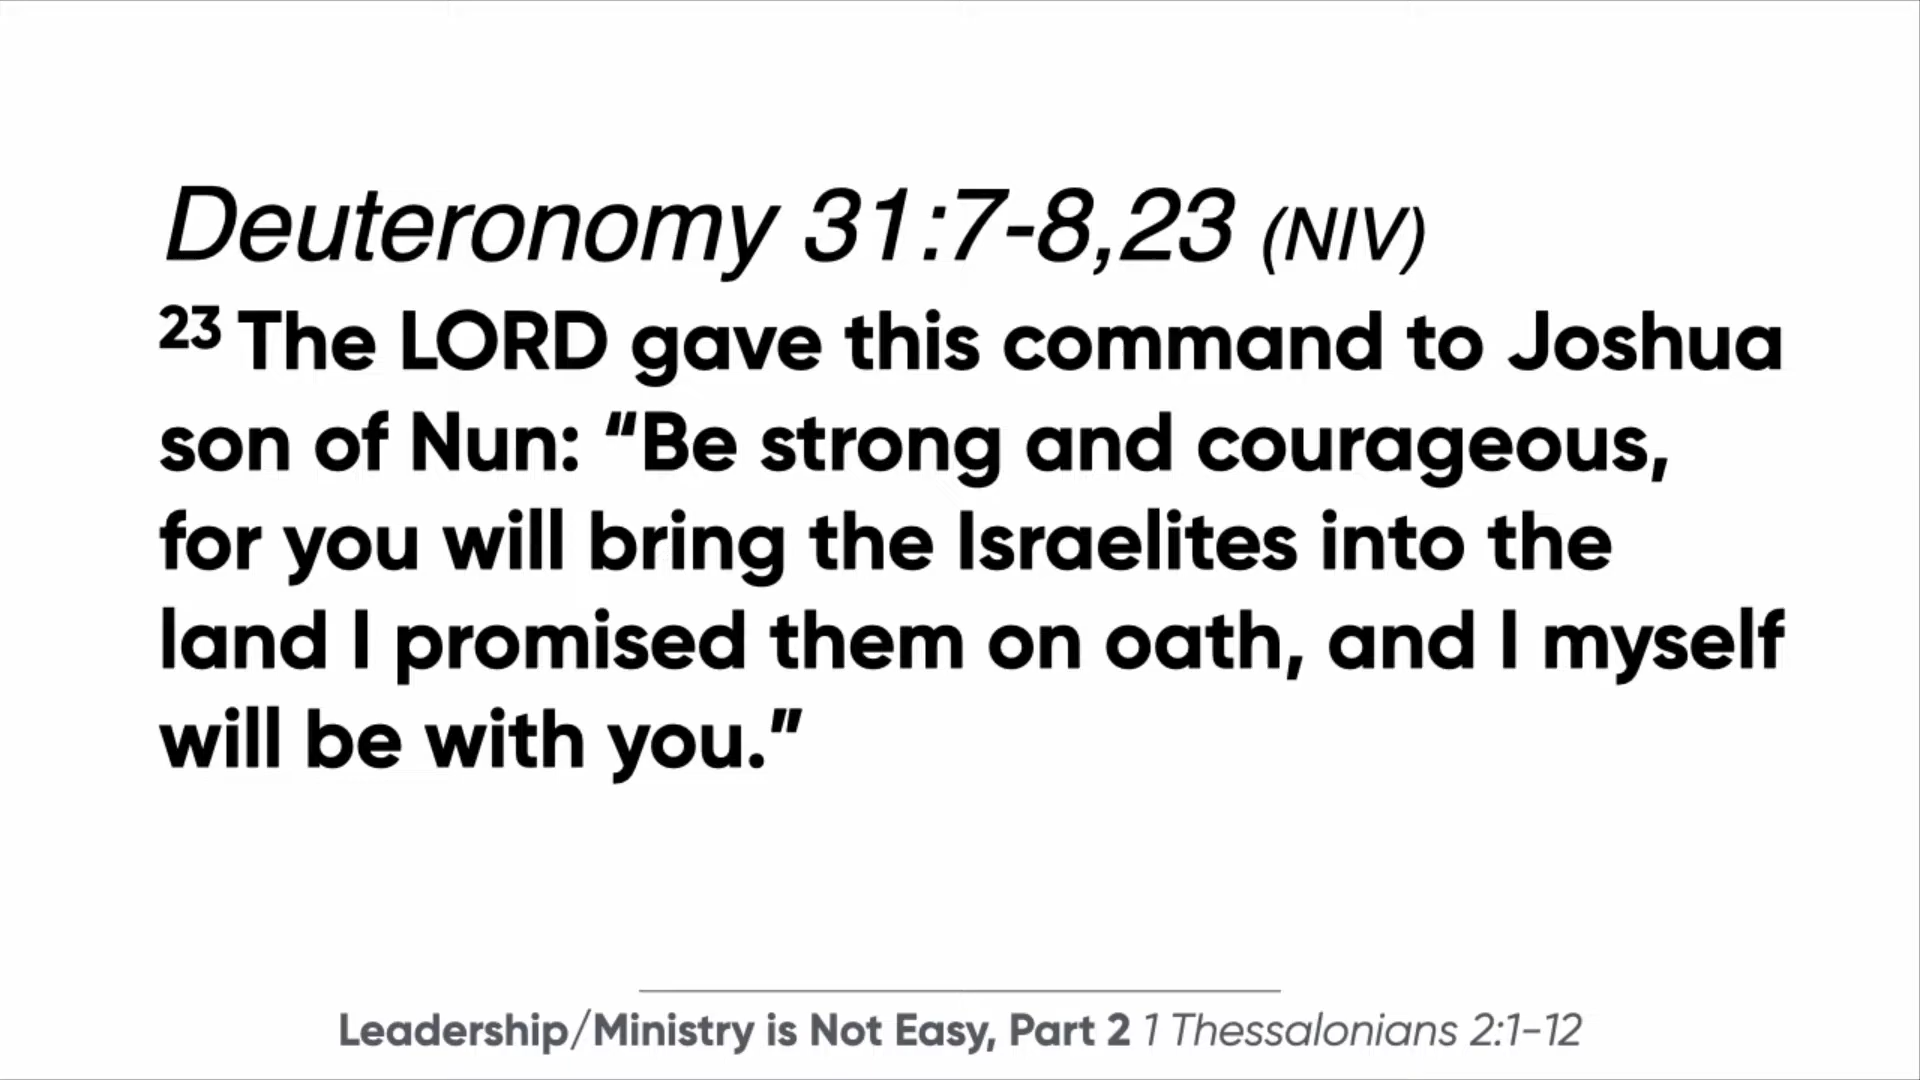 Deuteronomy 31:7-8,23 (NIV)
23 The LORD gave this command to Joshua
son of Nun: “Be strong and courageous,
for you will bring the Israelites into the
land I promised them on oath, and I myself
will be with you.”
Leadership/Ministry is Not Easy, Part 2 1 Thessalonians 2:1–12